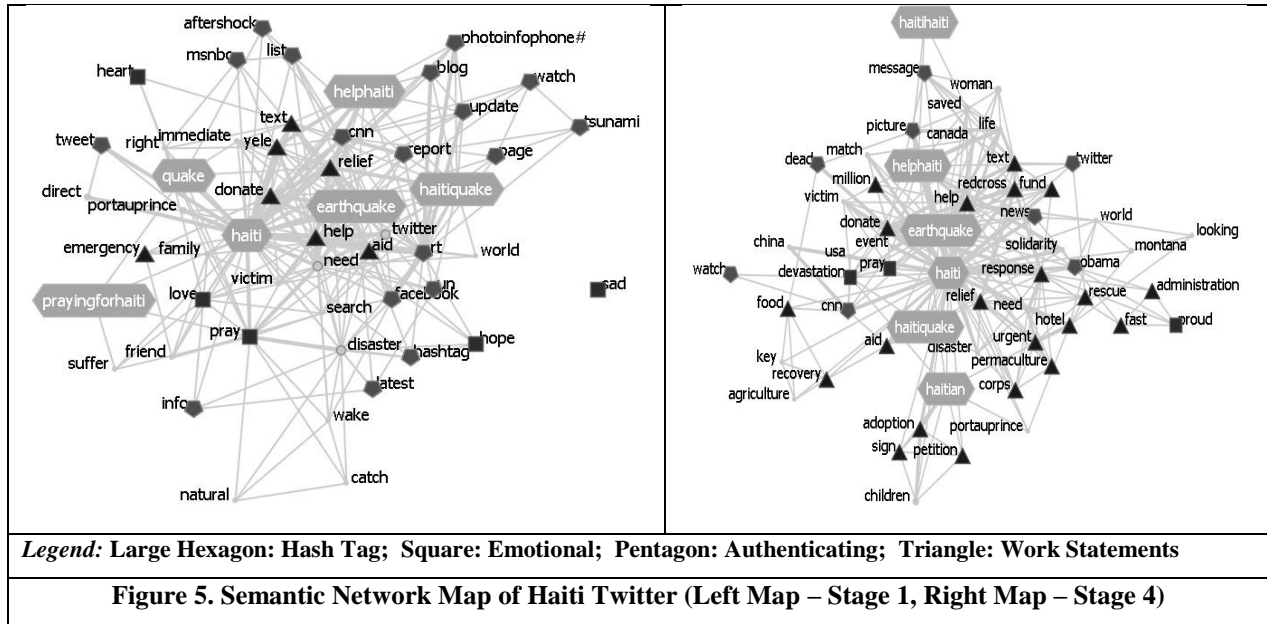 aftershock
photoinfophone#
msnbc
list
blog
heart
watch
helphaiti
update
text
tsunami
cnn
immediate
tweet
right
yele
report
page
relief
quake
donate
haitiquake
direct
portauprince
earthquake
haiti
help
twitter
emergency
family
aid
rt
world
need
victim
un
sad
love
facebook
prayingforhaiti
search
pray
disaster
hope
hashtag
friend
suffer
latest
info
wake
catch
natural
haitihaiti
message
woman
saved
picture
canada
life
match
dead
helphaiti
text
twitter
million
redcross
fund
victim
help
news
donate
world
earthquake
looking
event
china
usa
solidarity
montana
pray
haiti
obama
watch
devastation
response
administration
relief
need
rescue
food
cnn
hotel
fast
proud
haitiquake
urgent
aid
disaster
key
permaculture
recovery
corps
agriculture
haitian
adoption
portauprince
sign
petition
children
Legend: Large Hexagon: Hash Tag; Square: Emotional; Pentagon: Authenticating; Triangle: Work Statements
Figure 5. Semantic Network Map of Haiti Twitter (Left Map – Stage 1, Right Map – Stage 4)